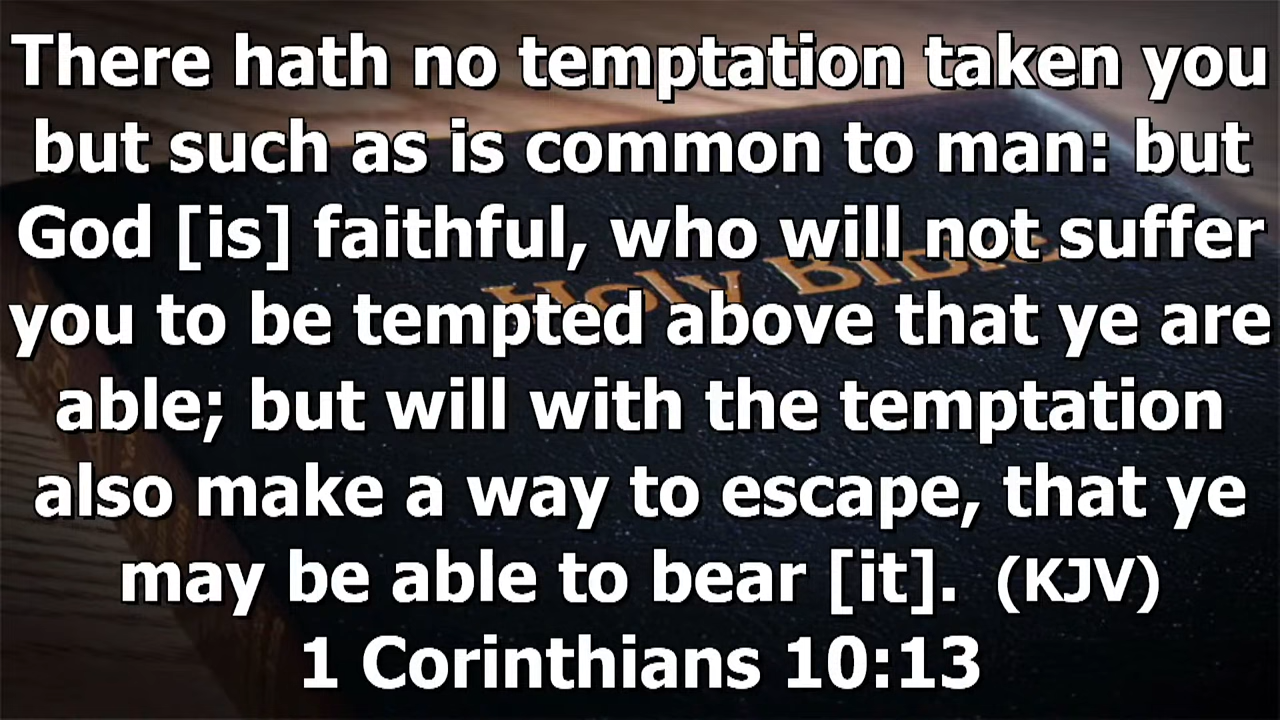 There hath no temptation taken you
but such as is common to man: but
God [is] faithful, who will not suffer
you to be tempted above that ye are
able; but will with the temptation
also make a way to escape, that ye
may be able to bear [it]. (KJV)
1 Corinthians 10:13
Holy Bible